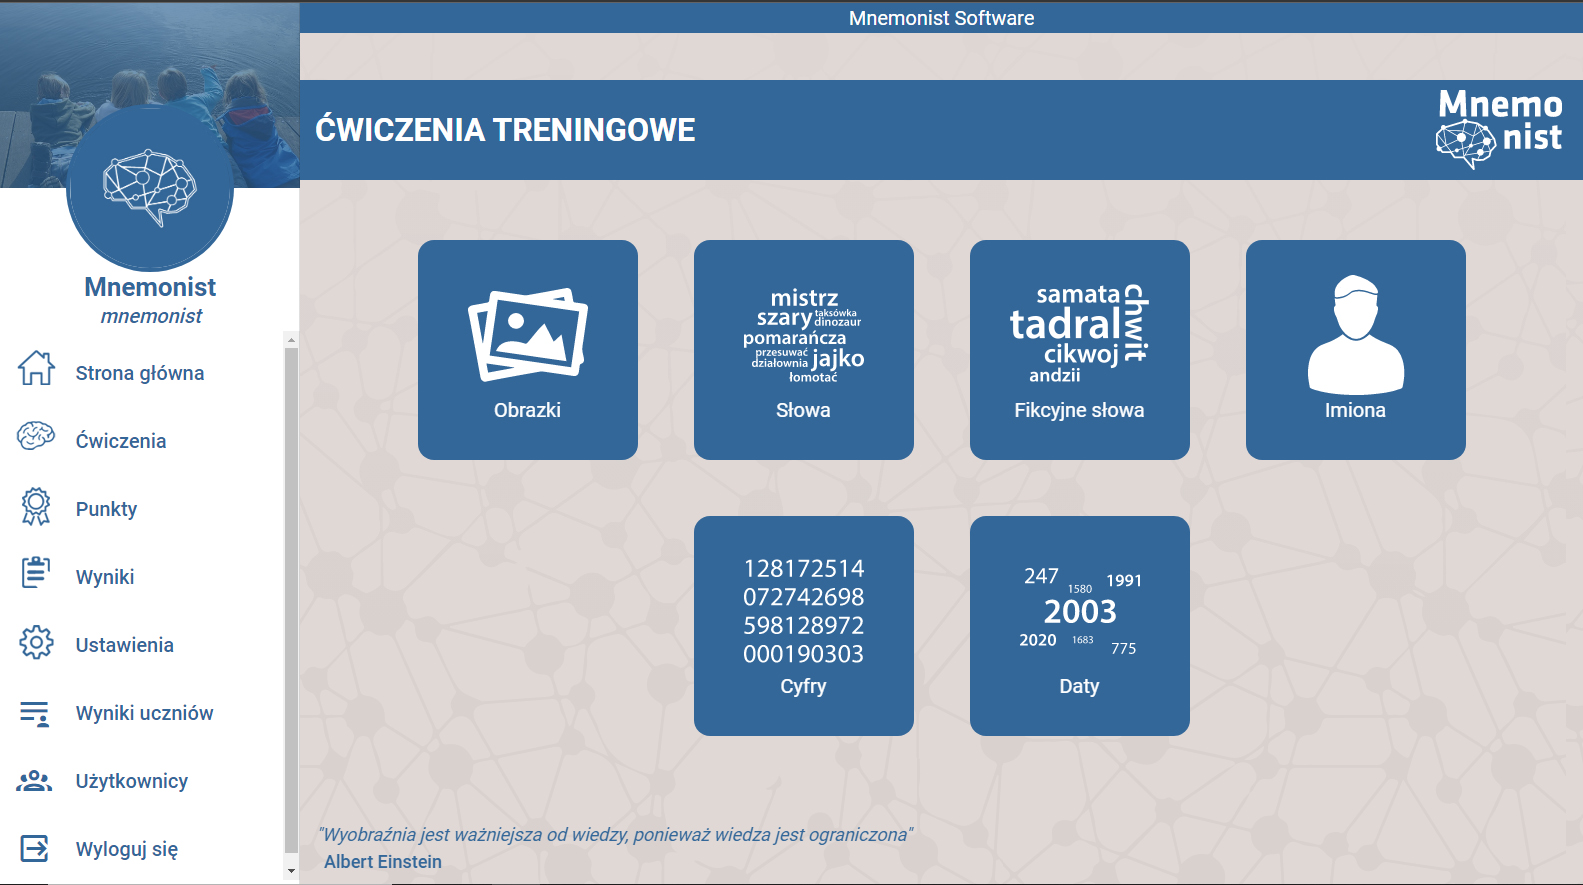 Mnemonist Software
ĆWICZENIA TRENINGOWE
Mnemo
nist
Mnemonist
mnemonist
Strona główna
Ćwiczenia
Punkty
Wyniki
Ustawienia
Wyniki uczniów
Użytkownicy
Wyloguj się
Obrazki
mistrz
szary
taksówka
dinozaur
pomarańcza
przesuwać
działownia
jajko
łomotać
Słowa
samata
chwit
tadral
cikwoj
andzii
Fikcyjne słowa
Imiona
128172514
072742698
598128972
000190303
Cyfry
247
1580
1991
2003
2020
1683
775
Daty
"Wyobraźnia jest ważniejsza od wiedzy, ponieważ wiedza jest ograniczona"
Albert Einstein